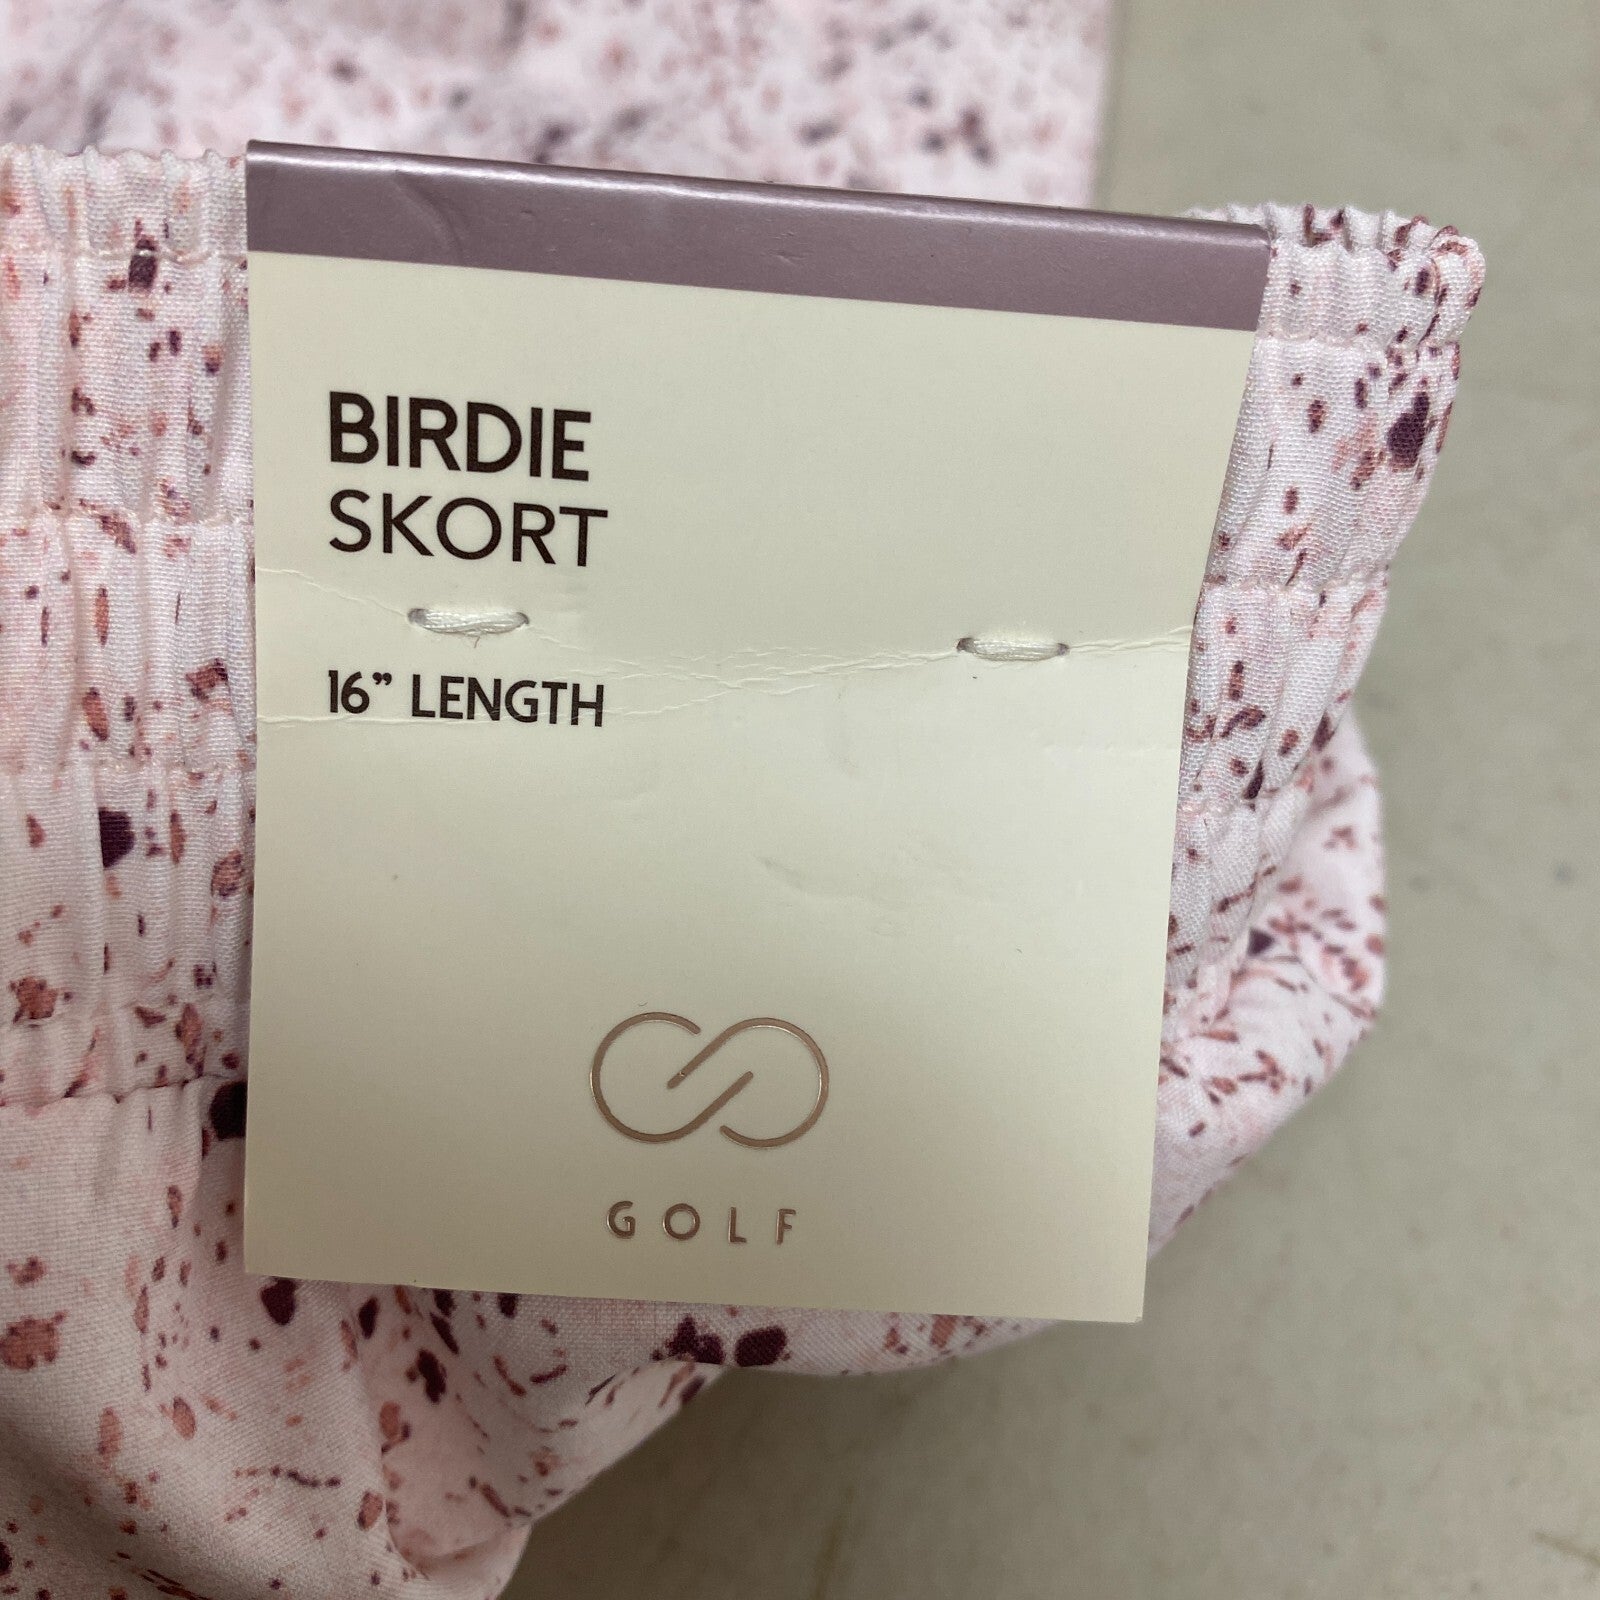 BIRDIE
SKORT
16” LENGTH
GOLF